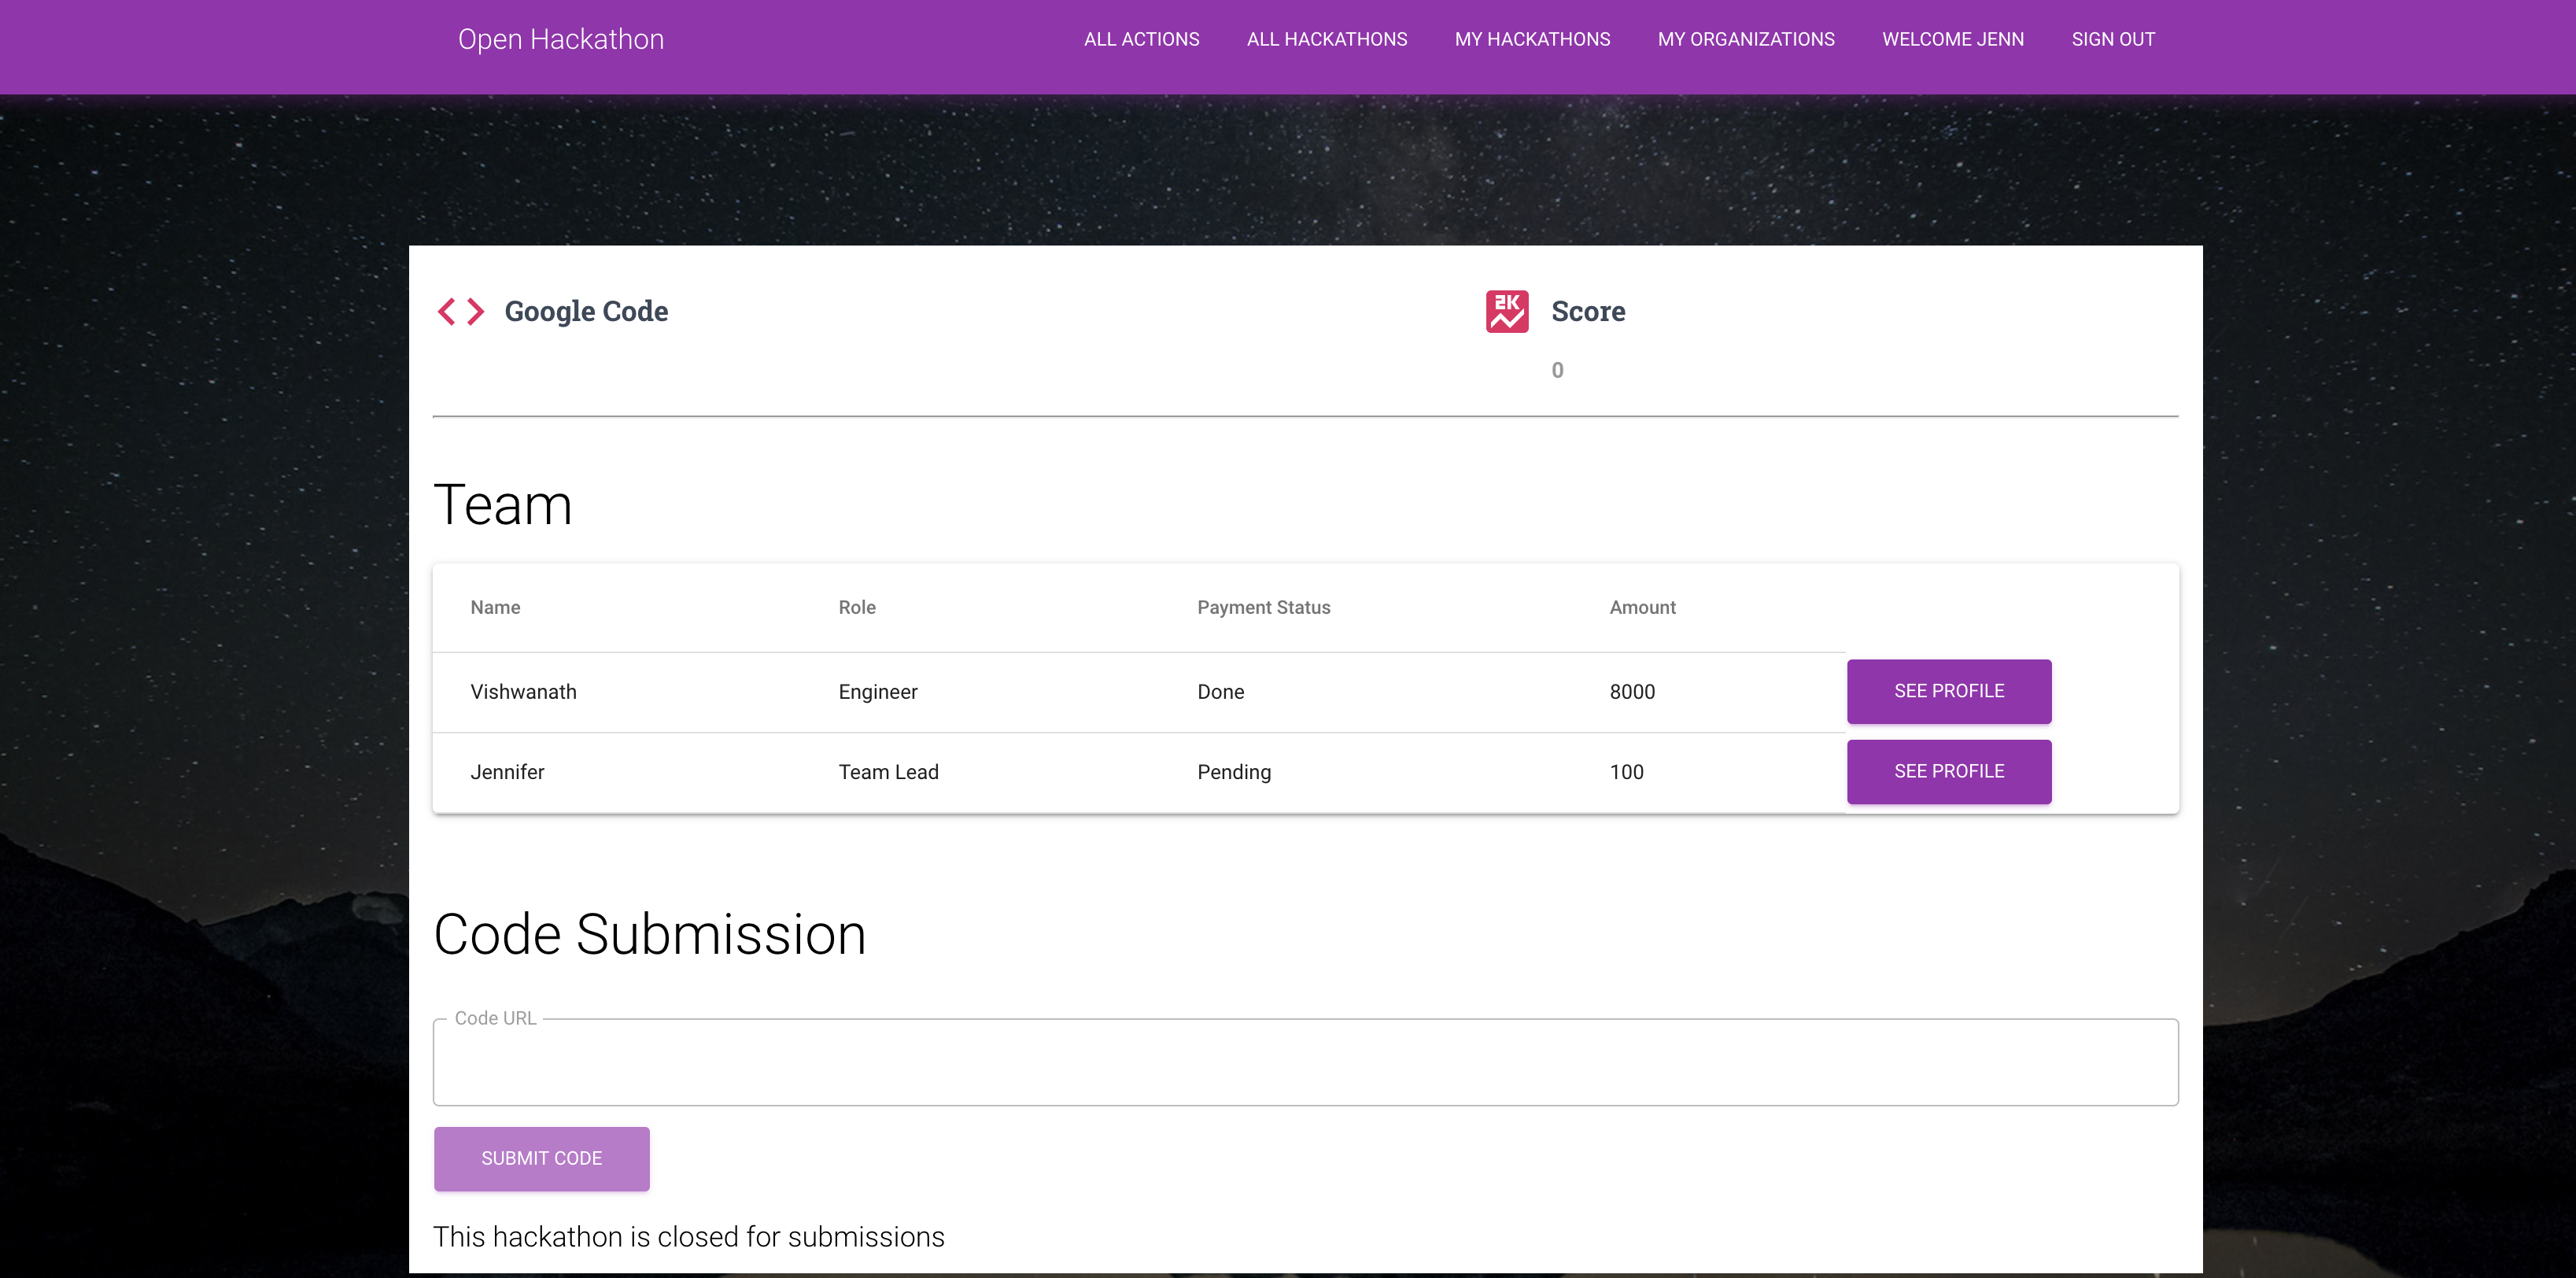 Open Hackathon
ALL ACTIONS ALL HACKATHONS MY HACKATHONS MY ORGANIZATIONS WELCOME JENN SIGN OUT
Google Code
2K
Score
0
Team
Name Role Payment Status Amount
Vishwanath Engineer Done 8000 SEE PROFILE
Jennifer Team Lead Pending 100 SEE PROFILE
Code Submission
Code URL
SUBMIT CODE
This hackathon is closed for submissions